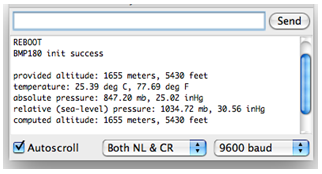 Send
REBOOT
BMP180 init success
provided altitude: 1655 meters, 5430 feet
temperature: 25.39 deg C, 77.69 deg F
absolute pressure: 847.20 mb, 25.02 inHg
relative (sea-level) pressure: 1034.72 mb, 30.56 inHg
computed altitude: 1655 meters, 5430 feet
Autoscroll Both NL & CR 9600 baud